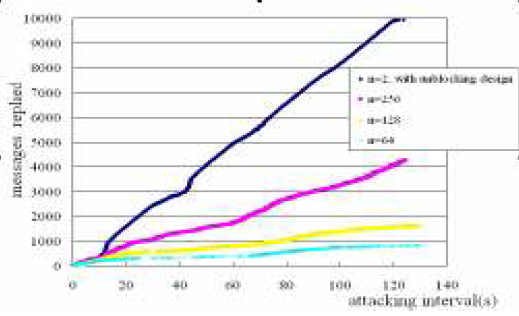 10000
9000
8000
7000
6000
5000
4000
3000
2000
1000
0
messages replied
n=2, with unblocking design
n=256
n=128
n=64
0 20 40 60 80 100 120 140
attacking interval(s)